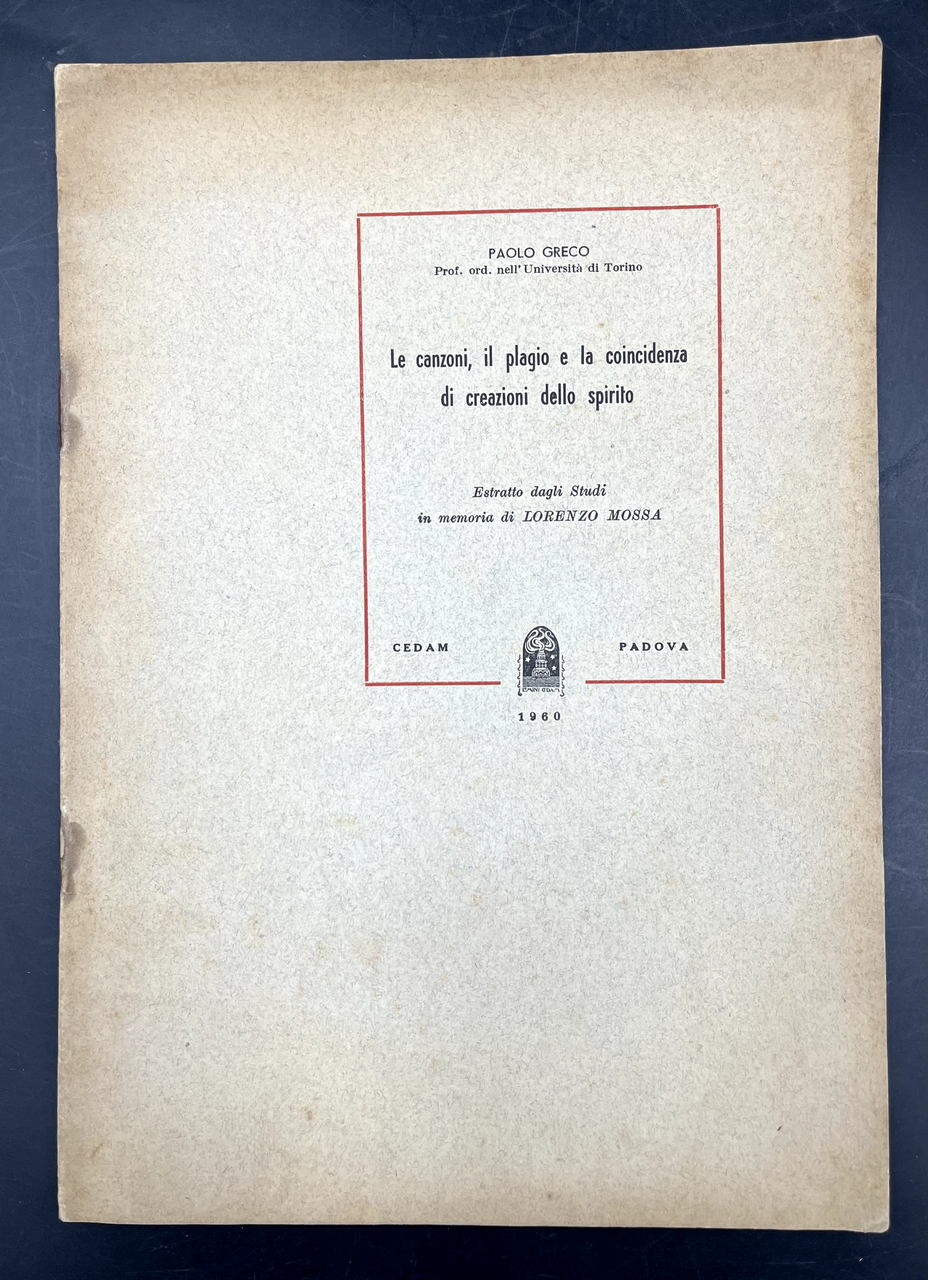 PAOLO GRECO
Prof. ord. nell'Università di Torino
Le canzoni, il plagio e la coincidenza
di creazioni dello spirito
Estratto dagli Studi
in memoria di LORENZO MOSSA
CEDAM
PADOVA
1960